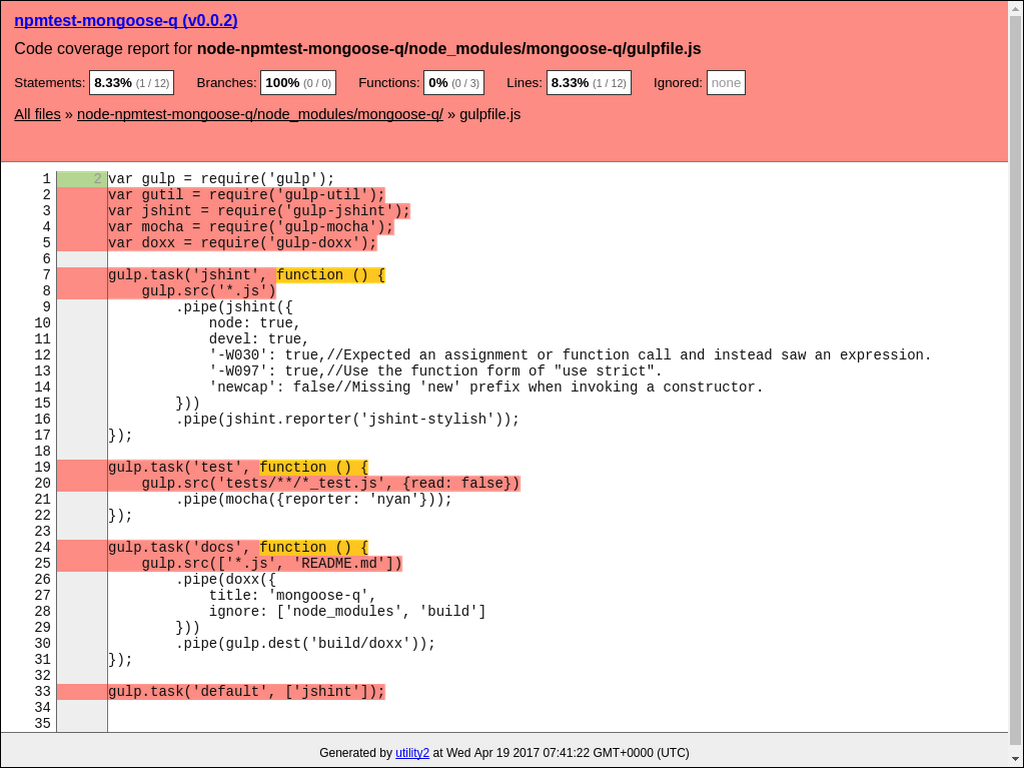 npmtest-mongoose-q (v0.0.2)
Code coverage report for node-npmtest-mongoose-q/node_modules/mongoose-q/gulpfile.js
Statements: 8.33% (1 / 12) Branches: 100% (0 / 0) Functions: 0% (0 / 3) Lines: 8.33% (1 / 12) Ignored: none
All files » node-npmtest-mongoose-q/node_modules/mongoose-q/ » gulpfile.js
1 2 var gulp = require('gulp');
2 var gutil = require('gulp-util');
3 var jshint = require('gulp-jshint');
4 var mocha = require('gulp-mocha');
5 var doxx = require('gulp-doxx');
6
7 gulp.task('jshint', function () {
8     gulp.src('*.js')
9         .pipe(jshint({
10             node: true,
11             devel: true,
12             '-W030': true,//Expected an assignment or function call and instead saw an expression.
13             '-W097': true,//Use the function form of "use strict".
14             'newcap': false//Missing 'new' prefix when invoking a constructor.
15         }))
16         .pipe(jshint.reporter('jshint-stylish'));
17 });
18
19 gulp.task('test', function () {
20     gulp.src('tests/**/*_test.js', {read: false})
21         .pipe(mocha({reporter: 'nyan'}));
22 });
23
24 gulp.task('docs', function () {
25     gulp.src(['*.js', 'README.md'])
26         .pipe(doxx({
27             title: 'mongoose-q',
28             ignore: ['node_modules', 'build']
29         }))
30         .pipe(gulp.dest('build/doxx'));
31 });
32
33 gulp.task('default', ['jshint']);
34
35
Generated by utility2 at Wed Apr 19 2017 07:41:22 GMT+0000 (UTC)